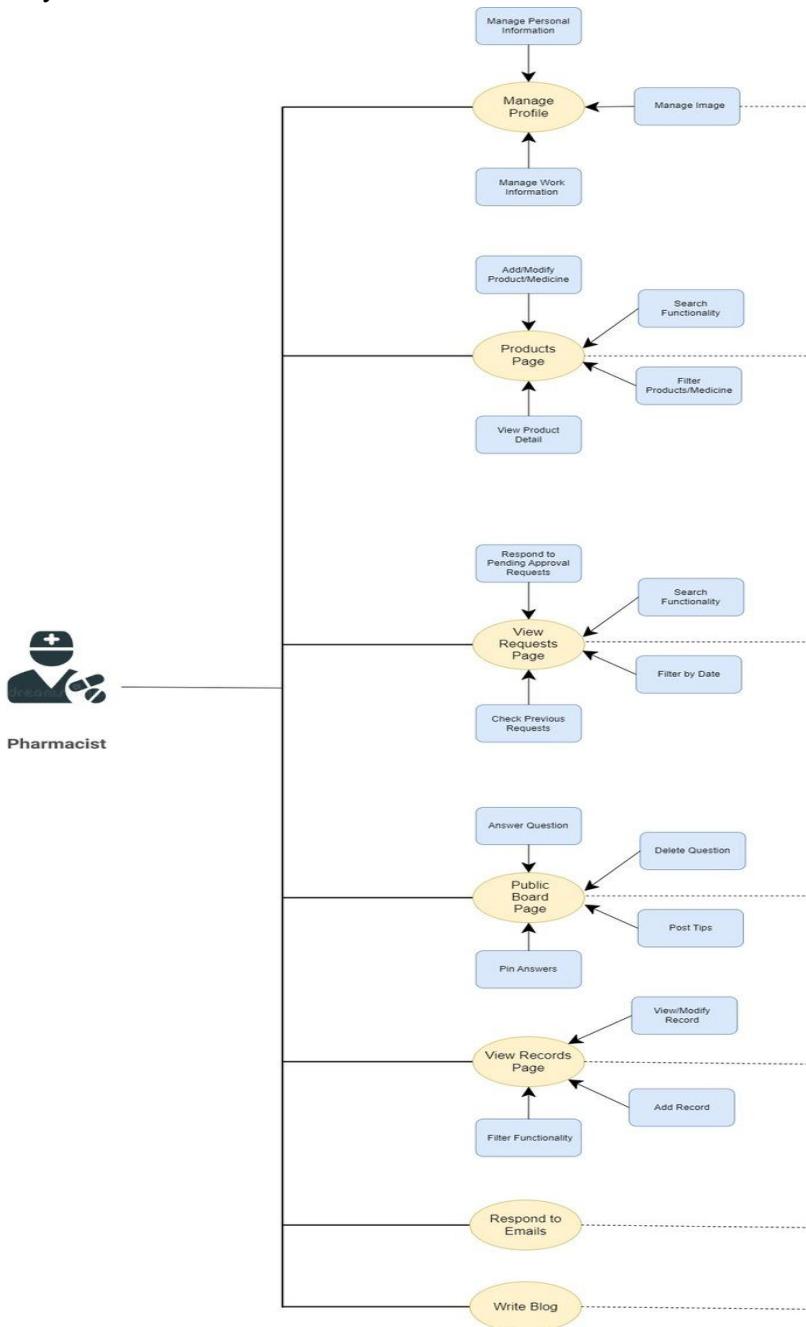 Manage Personal
Information
Manage
Profile
Manage Image
Manage Work
Information
Add/Modify
Product/Medicine
Search
Functionality
Products
Page
Filter
Products/Medicine
View Product
Detail
Respond to
Pending Approval
Requests
Search
Functionality
View
Requests
Page
Filter by Date
Check Previous
Requests
Pharmacist
Answer Question
Delete Question
Public
Board
Page
Post Tips
Pin Answers
View/Modify
Record
View Records
Page
Add Record
Filter Functionality
Respond to
Emails
Write Blog